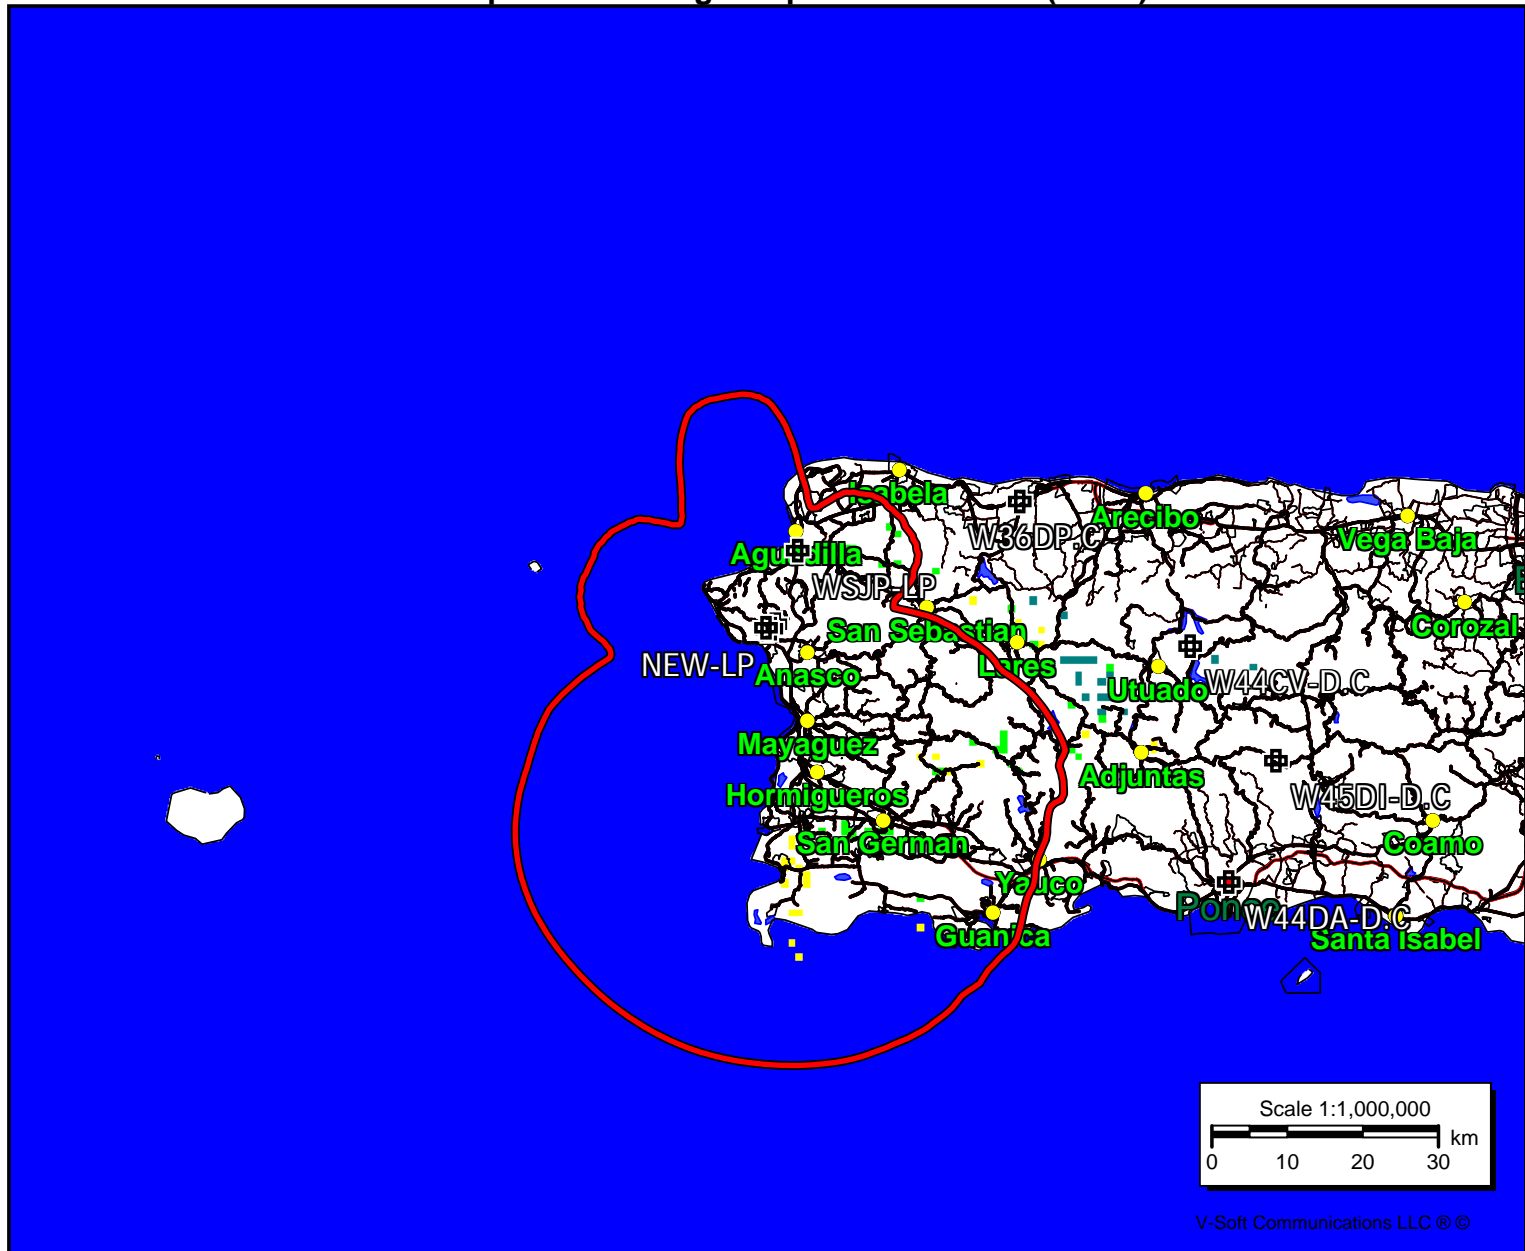 Isabela
Arecibo
W36DP.C
Vega Baja
Aguadilla
WSJP-LP
San Sebastian
Corozal
NEW-LP
Anasco
Lares
Utuado
W44CV-D.C
Mayaguez
Adjuntas
Hormigueros
W45DI-D.C
San German
Coamo
Yauco
Ponce
W44DA-D.C
Guanica
Santa Isabel
Scale 1:1,000,000
km
0 10 20 30
V-Soft Communications LLC ® ©